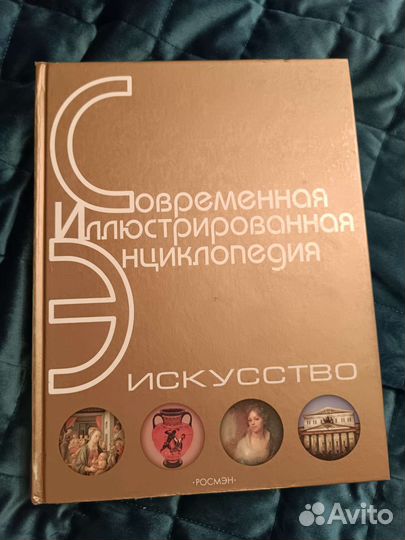 Современная
Иллюстрированная
Энциклопедия
ИСКУССТВО
·РОСМЭН·
Avito